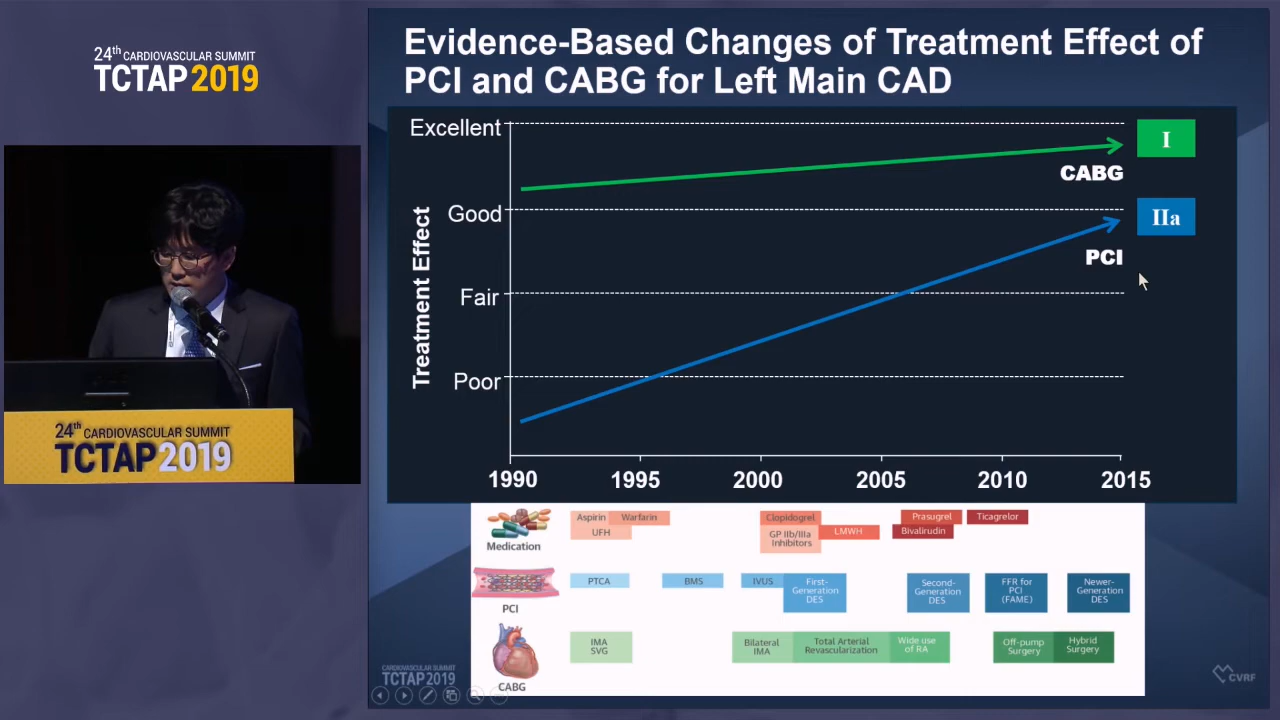 24th CARDIOVASCULAR SUMMIT
TCTAP 2019
24th CARDIOVASCULAR SUMMIT
TCTAP 2019
Evidence-Based Changes of Treatment Effect of
PCI and CABG for Left Main CAD
Treatment Effect
Excellent
Good
Fair
Poor
I
CABG
IIa
PCI
1990 1995 2000 2005 2010 2015
Medication
Aspirin Warfarin
UFH
Clopidogrel
GP IIb/IIIa
Inhibitors
LMWH
Prasugrel
Bivalirudin
Ticagrelor
PCI
PTCA
BMS
IVUS
First-
Generation
DES
Second-
Generation
DES
FFR for
PCI
(FAME)
Newer-
Generation
DES
CABG
IMA
SVG
Bilateral
IMA
Total Arterial
Revascularization
Wide use
of RA
Off-pump
Surgery
Hybrid
Surgery
CARDIOVASCULAR SUMMIT
TCTAP2019
CVRF